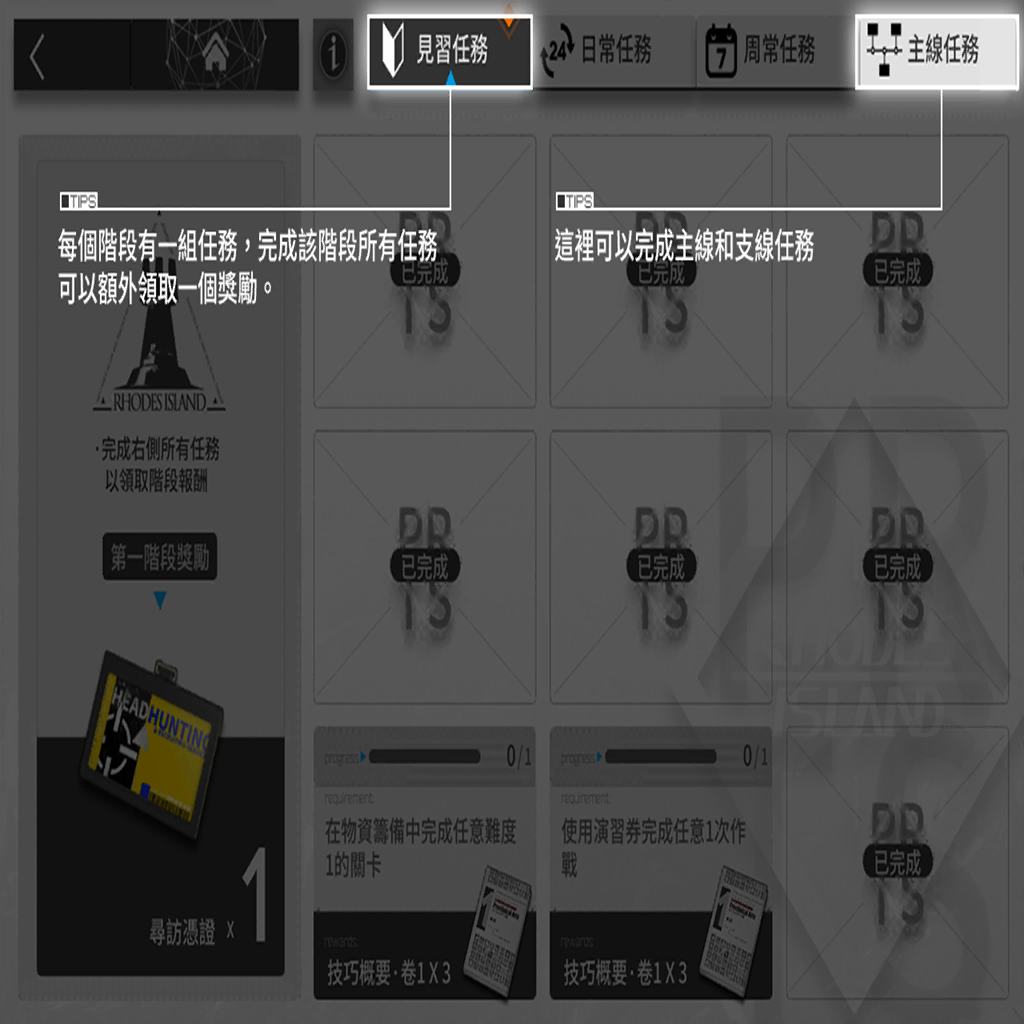 見習任務
24
日常任務
7
周常任務
主線任務
TIPS
每個階段有一組任務，完成該階段所有任務
可以額外領取一個獎勵。
TIPS
這裡可以完成主線和支線任務
已完成
已完成
已完成
RHODES ISLAND
·完成右側所有任務
以領取階段報酬
第一階段獎勵
HEADHUNTING
尋訪憑證 x 1
已完成
已完成
已完成
RHODES
ISLAND
progress 0/1
requirement:
在物資籌備中完成任意難度
1的關卡
rewards:
技巧概要·卷1 X 3
progress 0/1
requirement:
使用演習券完成任意1次作
戰
rewards:
技巧概要·卷1 X 3
已完成